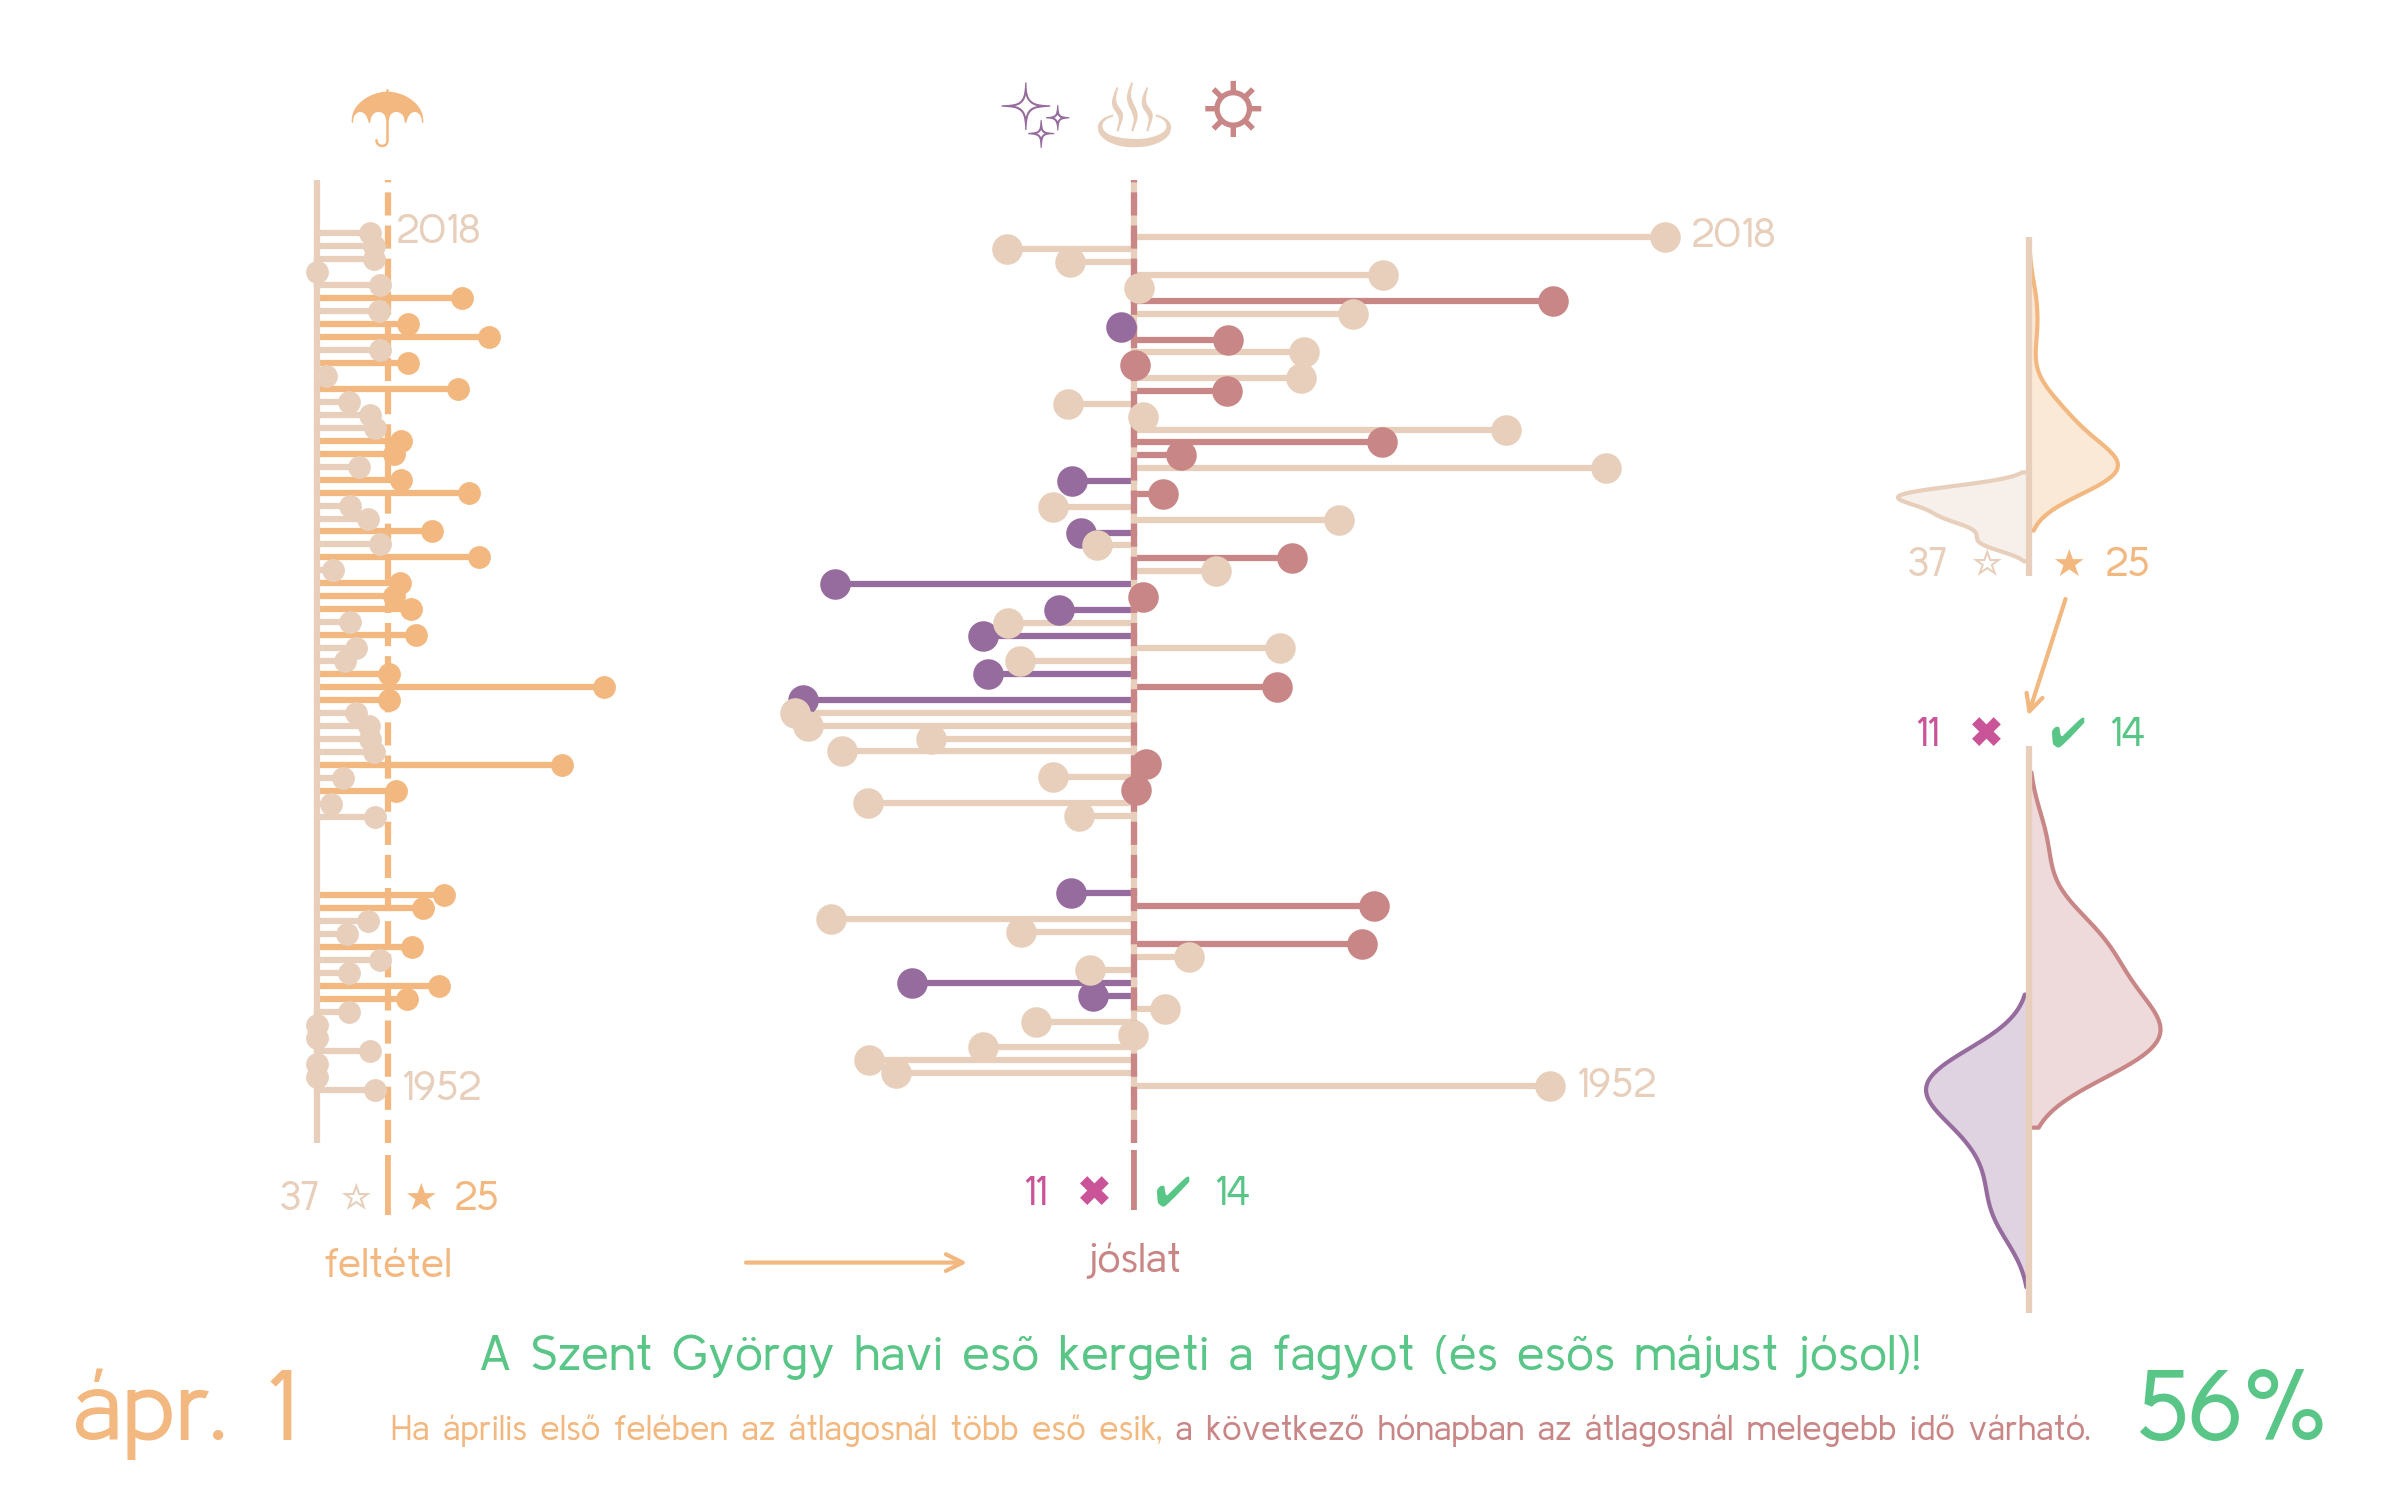 2018
2018
37 ☆ ★ 25
11 ✖ ✔ 14
1952
1952
37 ☆ ★ 25
11 ✖ ✔ 14
feltétel
jóslat
A Szent György havi esõ kergeti a fagyot (és esõs májust jósol)!
ápr. 1
Ha április első felében az átlagosnál több eső esik, a következő hónapban az átlagosnál melegebb idő várható.
56%